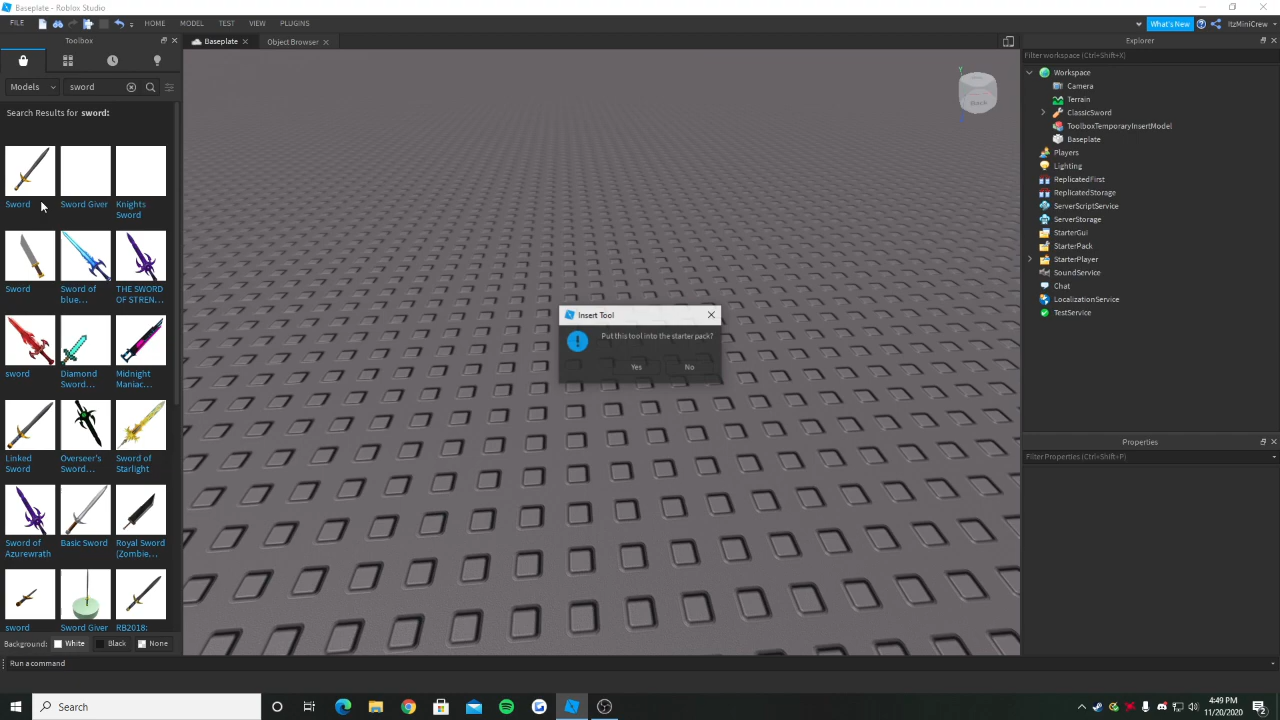 Baseplate - Roblox Studio
FILE HOME MODEL TEST VIEW PLUGINS What's New ItzMiniCrew
Toolbox
Models sword
Search Results for sword:
Sword Sword Giver Knights Sword
Sword Sword of blue... THE SWORD OF STREN...
sword Diamond Sword... Midnight Maniac...
Linked Sword Overseer's Sword... Sword of Starlight
Sword of Azurewrath Basic Sword Royal Sword (Zombie...
sword Sword Giver RB2018:
Background: White Black None
Run a command
Baseplate Object Browser
Back
Y
Insert Tool
Put this tool into the starter pack?
Yes No
Explorer
Filter workspace (Ctrl+Shift+X)
Workspace
Camera
Terrain
ClassicSword
ToolboxTemporaryInsertModel
Baseplate
Players
Lighting
ReplicatedFirst
ReplicatedStorage
ServerScriptService
ServerStorage
StarterGui
StarterPack
StarterPlayer
SoundService
Chat
LocalizationService
TestService
Properties
Filter Properties (Ctrl+Shift+P)
Search
4:49 PM
11/20/2020
2